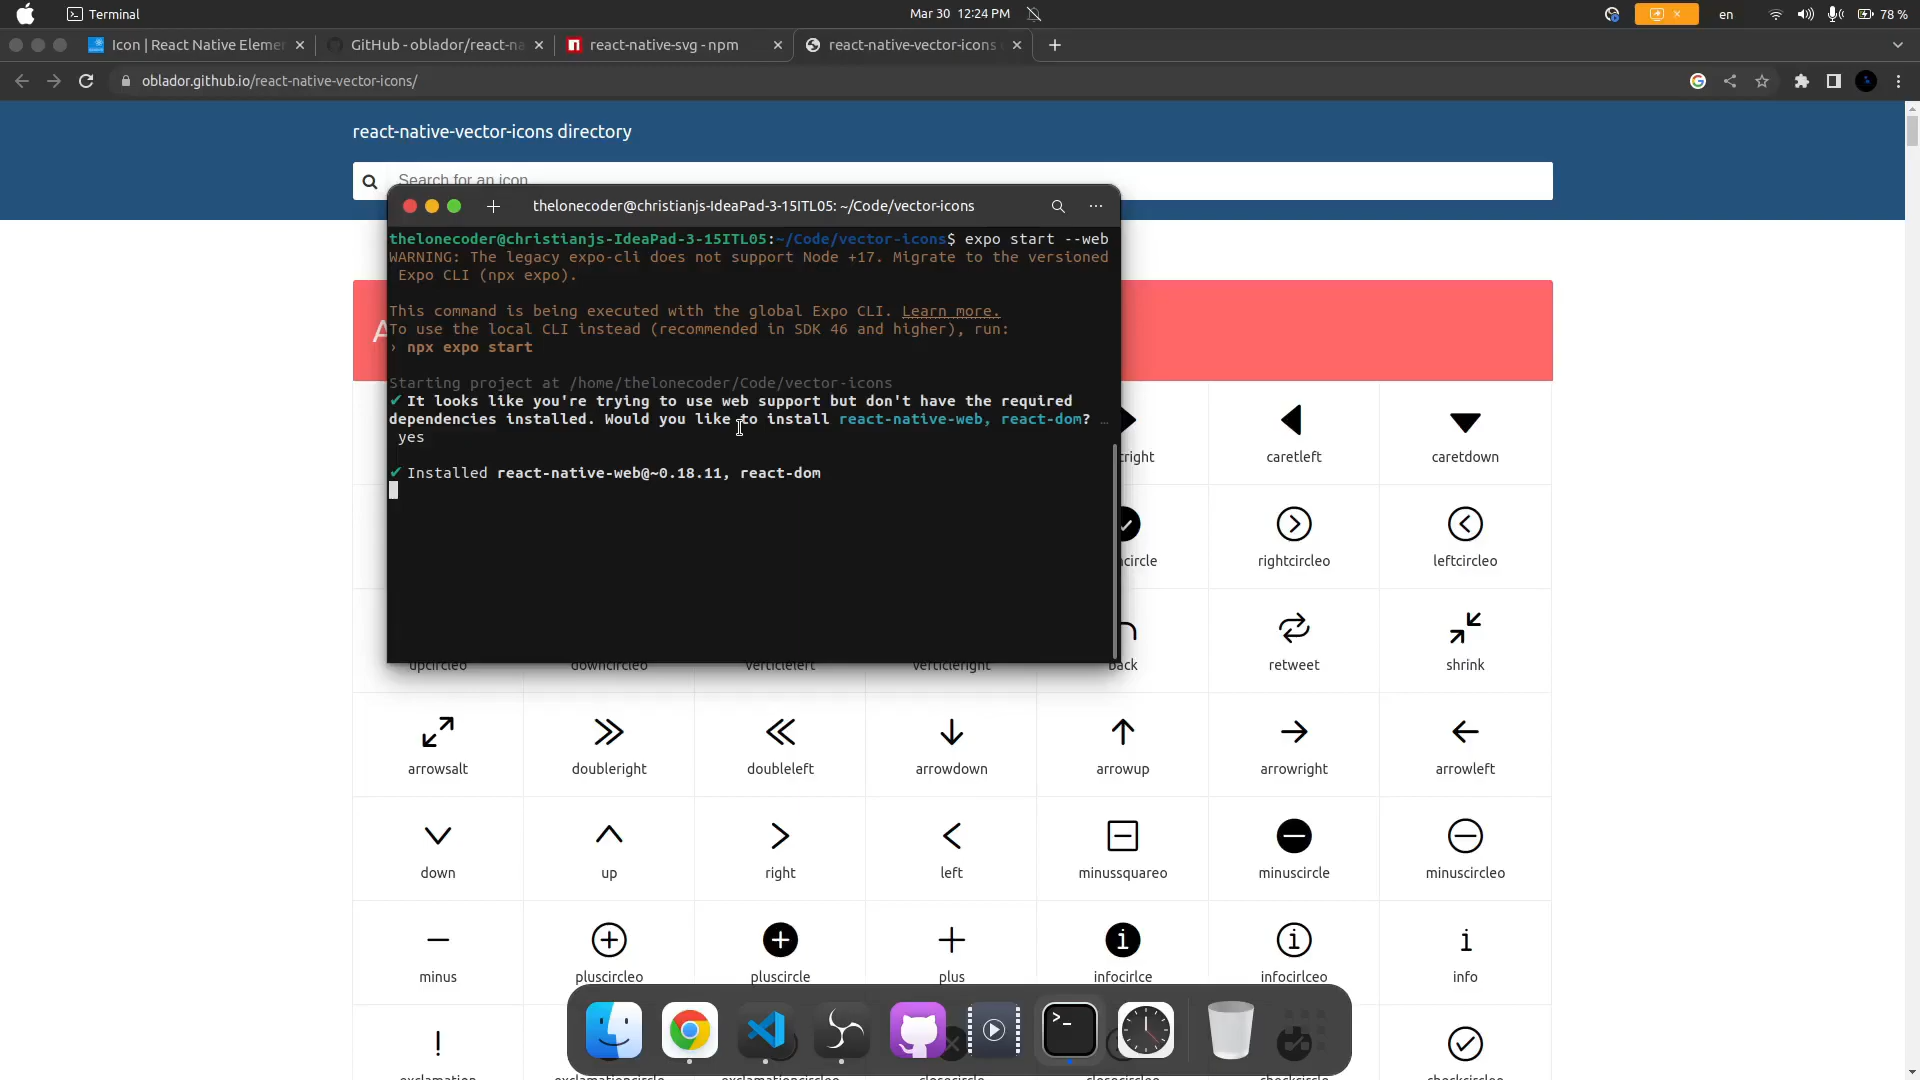 Terminal
Mar 30 12:24 PM
en
78 %
Icon | React Native Eleme
GitHub - oblador/react-na
react-native-svg - npm
react-native-vector-icons
oblador.github.io/react-native-vector-icons/
react-native-vector-icons directory
Search for an icon
thelonecoder@christianjs-IdeaPad-3-15ITL05: ~/Code/vector-icons
thelonecoder@christianjs-IdeaPad-3-15ITL05:~/Code/vector-icons$ expo start --web
WARNING: The legacy expo-cli does not support Node +17. Migrate to the versioned
Expo CLI (npx expo).
This command is being executed with the global Expo CLI. Learn more.
To use the local CLI instead (recommended in SDK 46 and higher), run:
› npx expo start
Starting project at /home/thelonecoder/Code/vector-icons
✔ It looks like you're trying to use web support but don't have the required
dependencies installed. Would you like to install react-native-web, react-dom? …
yes
✔ Installed react-native-web@~0.18.11, react-dom
right caretleft caretdown
circle rightcircleo leftcircleo
upcircleo downcircleo verticleleft verticleright back retweet shrink
arrowsalt doubleright doubleleft arrowdown arrowup arrowright arrowleft
down up right left minussquareo minuscircle minuscircleo
minus pluscircleo pluscircle plus infocirlce infocirlceo info